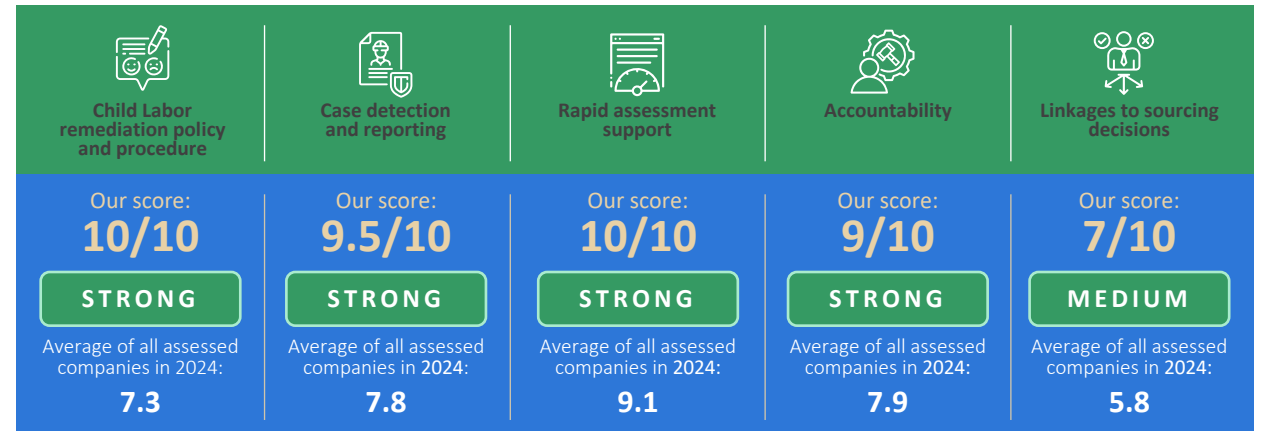 Child Labor
remediation policy
and procedure
Case detection
and reporting
Rapid assessment
support
Accountability
Linkages to sourcing
decisions
Our score:
10/10
STRONG
Average of all assessed
companies in 2024:
7.3
Our score:
9.5/10
STRONG
Average of all assessed
companies in 2024:
7.8
Our score:
10/10
STRONG
Average of all assessed
companies in 2024:
9.1
Our score:
9/10
STRONG
Average of all assessed
companies in 2024:
7.9
Our score:
7/10
MEDIUM
Average of all assessed
companies in 2024:
5.8